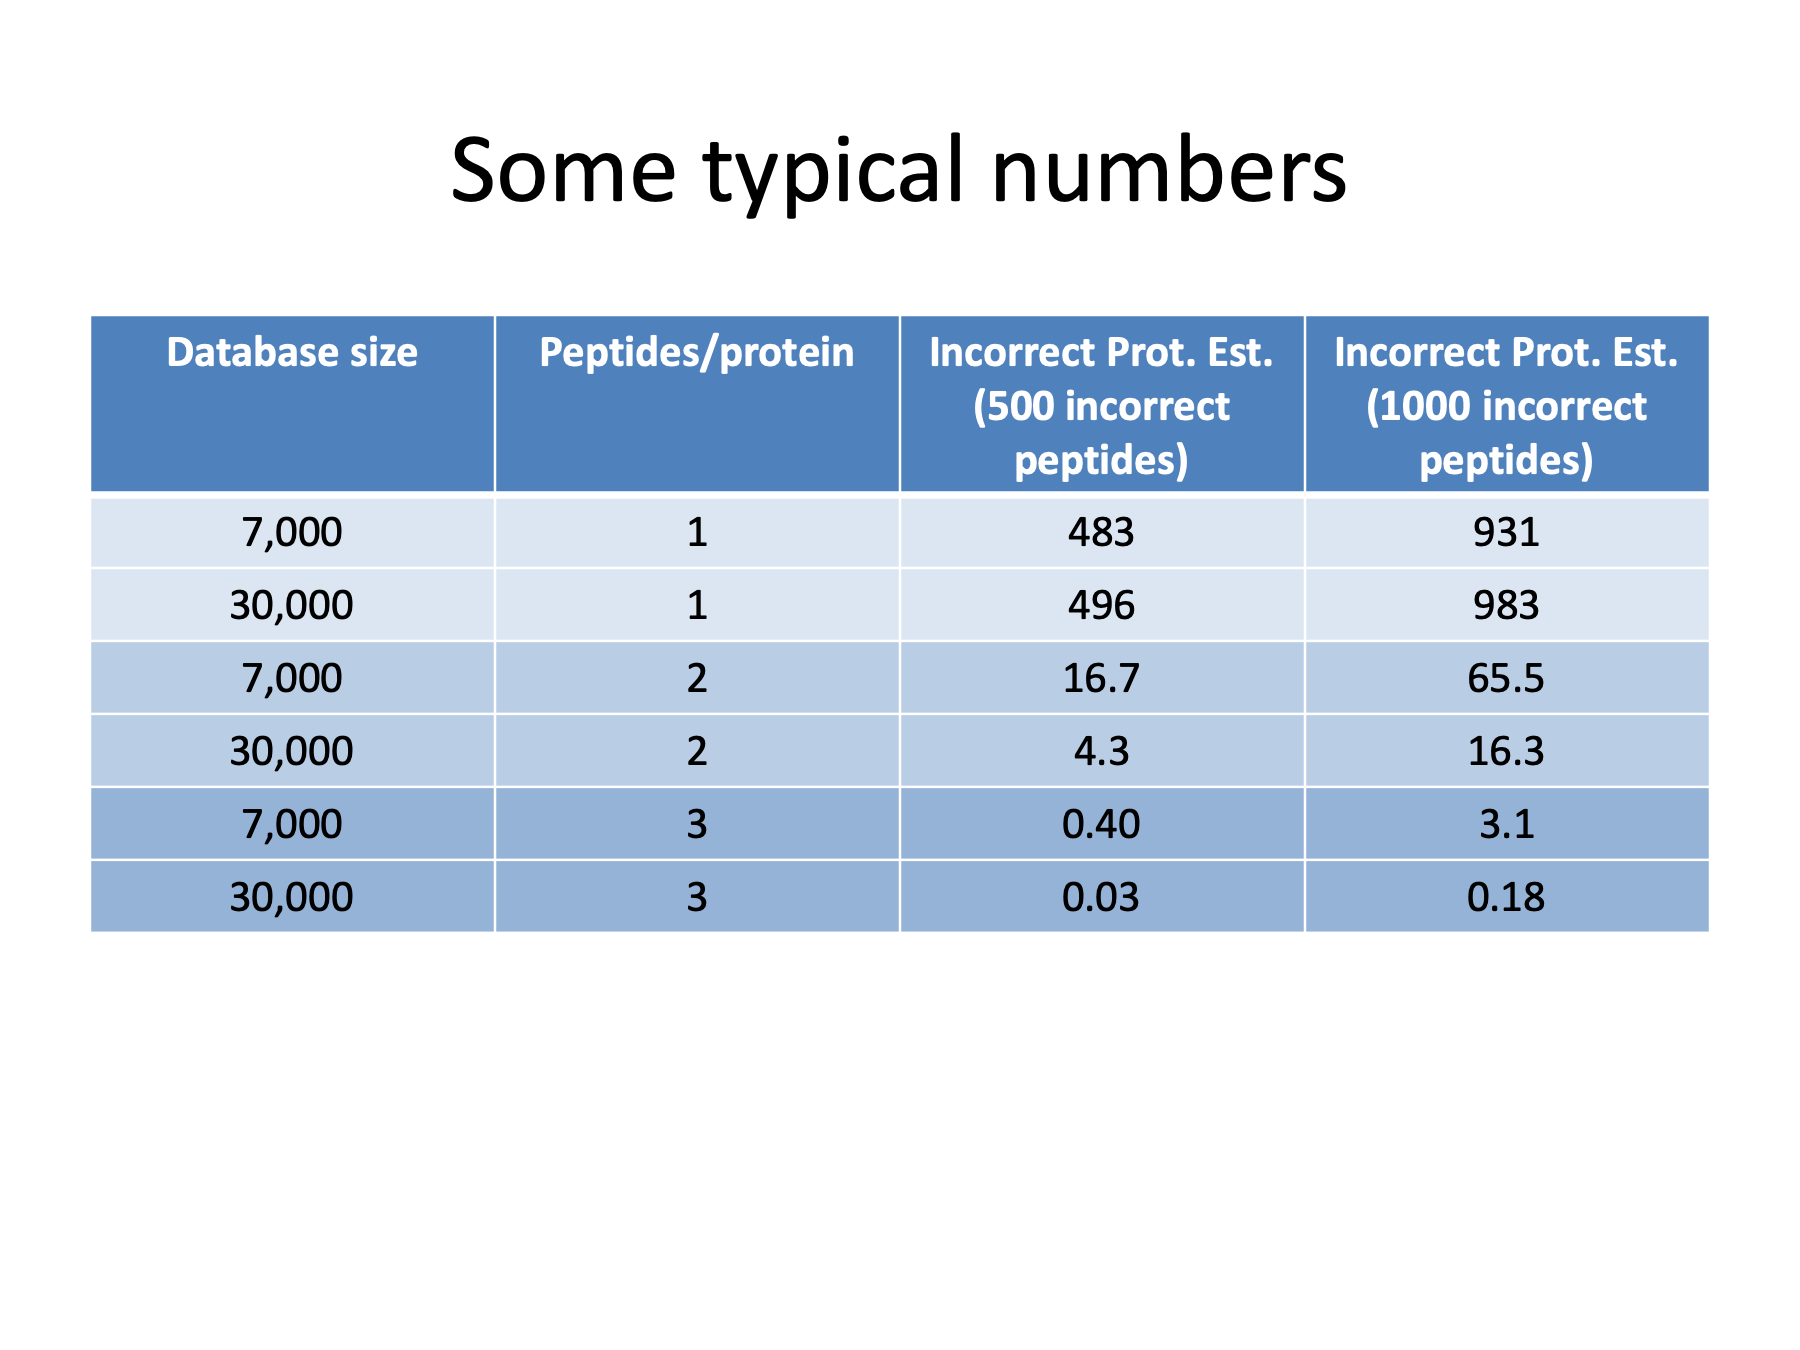 Some typical numbers
Database size Peptides/protein Incorrect Prot. Est. Incorrect Prot. Est.
(500 incorrect (1000 incorrect
peptides) peptides)
7,000 1 483 931
30,000 1 496 983
7,000 2 16.7 65.5
30,000 2 4.3 16.3
7,000 3 0.40 3.1
30,000 3 0.03 0.18